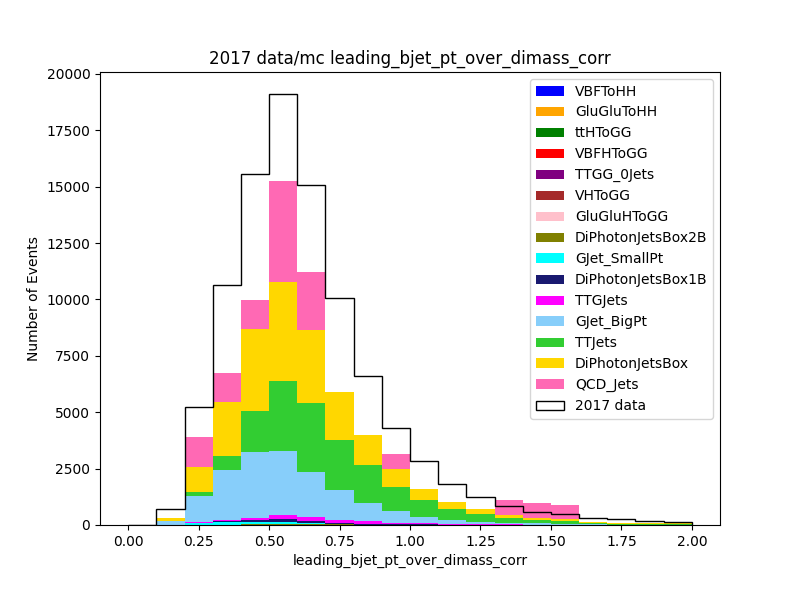 2017 data/mc leading_bjet_pt_over_dimass_corr
20000
17500
15000
12500
10000
7500
5000
2500
0
Number of Events
VBFToHH
GluGluToHH
ttHToGG
VBFHToGG
TTGG_0Jets
VHToGG
GluGluHToGG
DiPhotonJetsBox2B
GJet_SmallPt
DiPhotonJetsBox1B
TTGJets
GJet_BigPt
TTJets
DiPhotonJetsBox
QCD_Jets
2017 data
0.00 0.25 0.50 0.75 1.00 1.25 1.50 1.75 2.00
leading_bjet_pt_over_dimass_corr